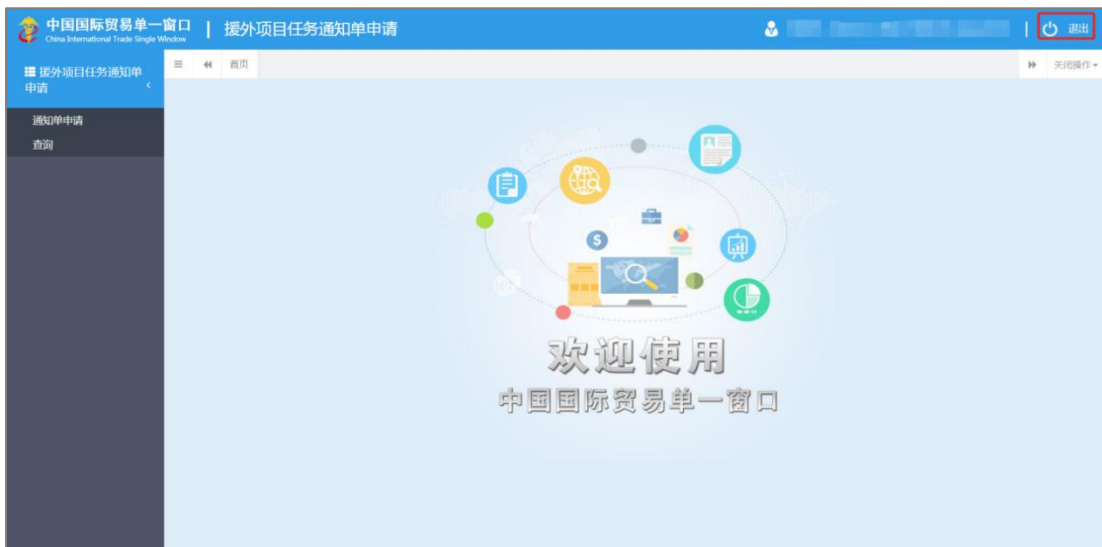 中国国际贸易单一窗口
China International Trade Single Window
援外项目任务通知单申请
退出
援外项目任务通知单
申请
首页
关闭操作
通知单申请
查询
欢迎使用
中国国际贸易单一窗口